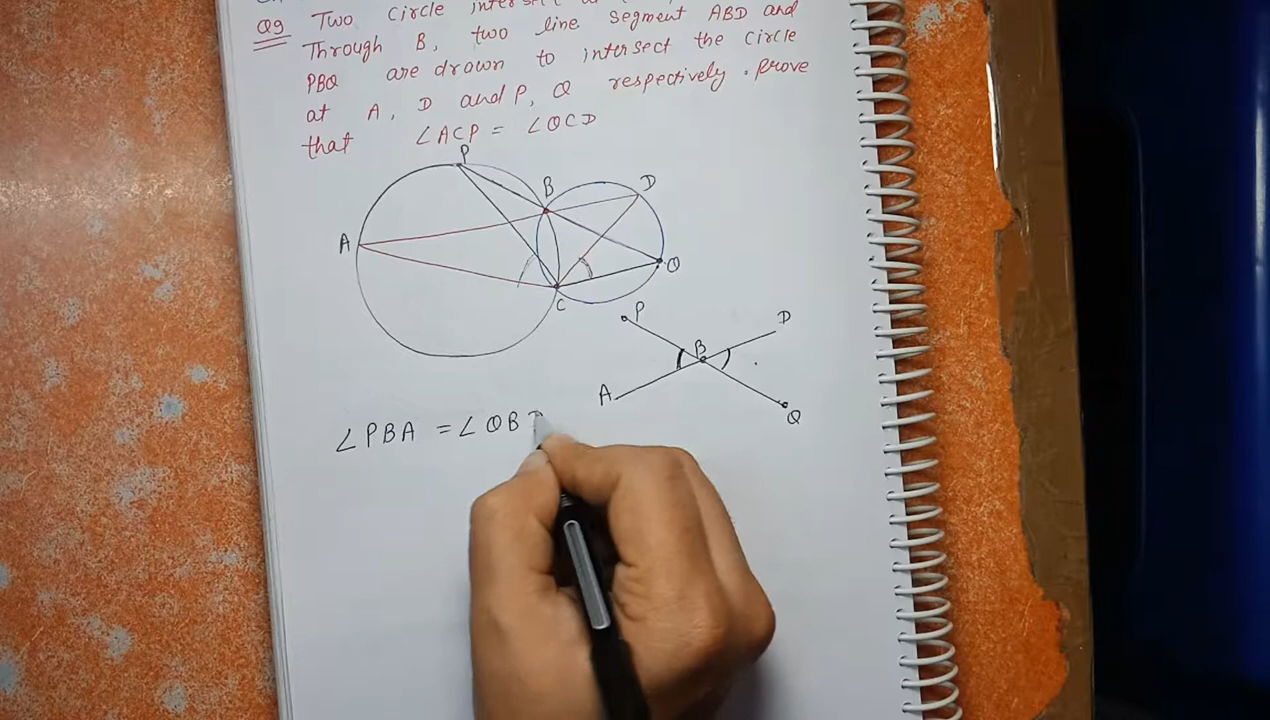 Q9 Two circle intersect
Through B, two line segment ABD and
PBQ are drawn to intersect the circle
at A, D and P, Q respectively. prove
that ∠ACP = ∠QCD
P
B
D
A
Q
C
P
D
B
A
Q
∠PBA = ∠QB